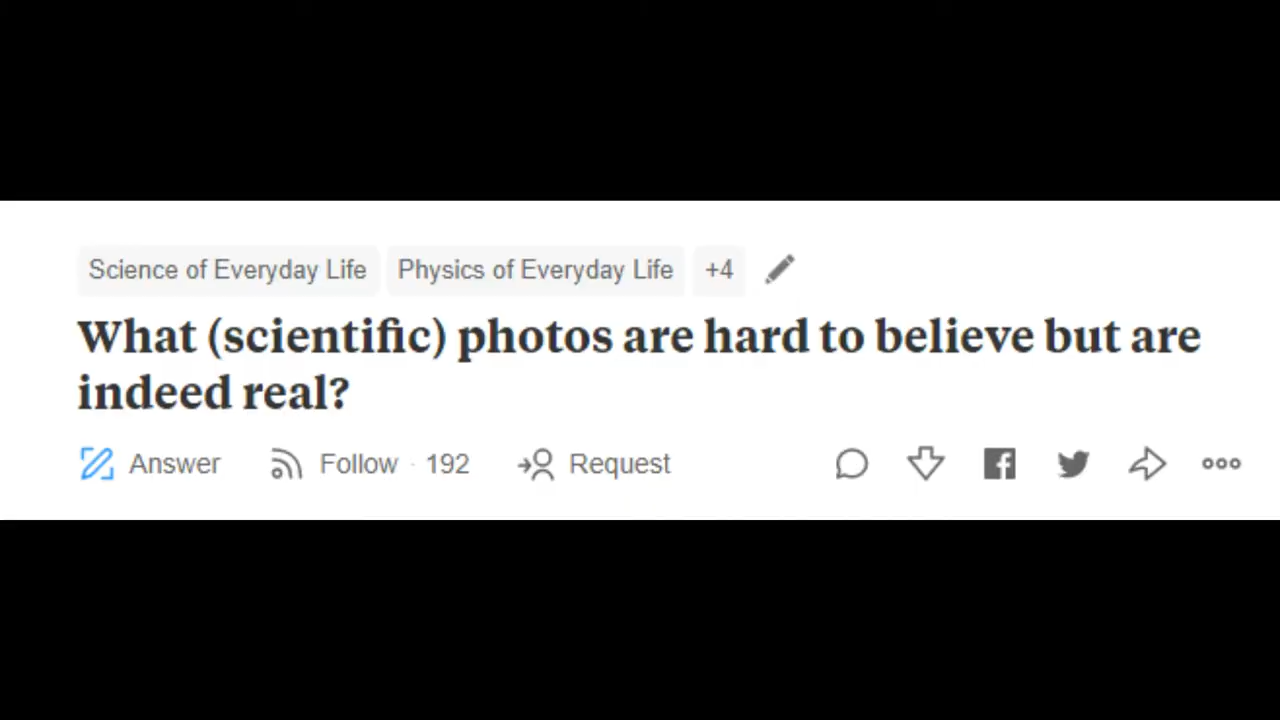 Science of Everyday Life Physics of Everyday Life +4
What (scientific) photos are hard to believe but are
indeed real?
Answer Follow · 192 Request